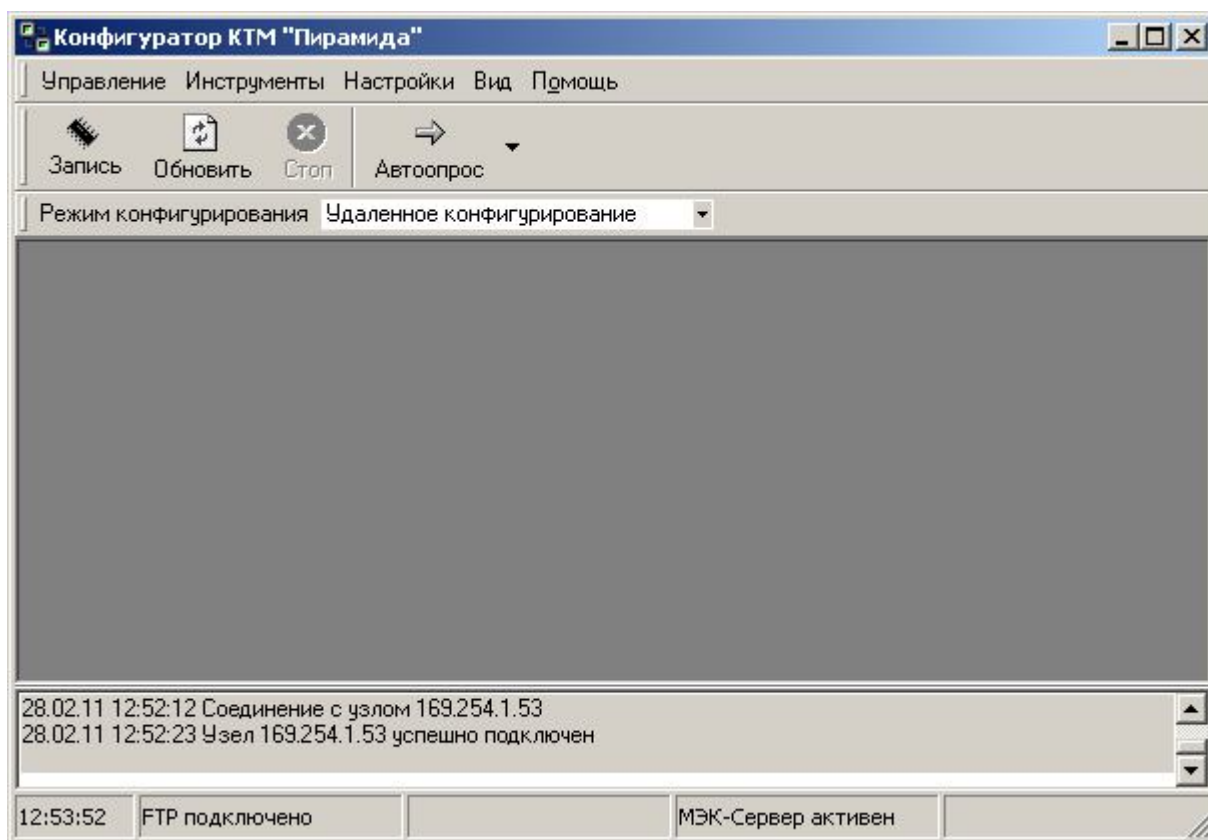 Конфигуратор КТМ "Пирамида"
Управление Инструменты Настройки Вид Помощь
Запись Обновить Стоп Автоопрос
Режим конфигурирования Удаленное конфигурирование
28.02.11 12:52:12 Соединение с узлом 169.254.1.53
28.02.11 12:52:23 Узел 169.254.1.53 успешно подключен
12:53:52 FTP подключено МЭК-Сервер активен